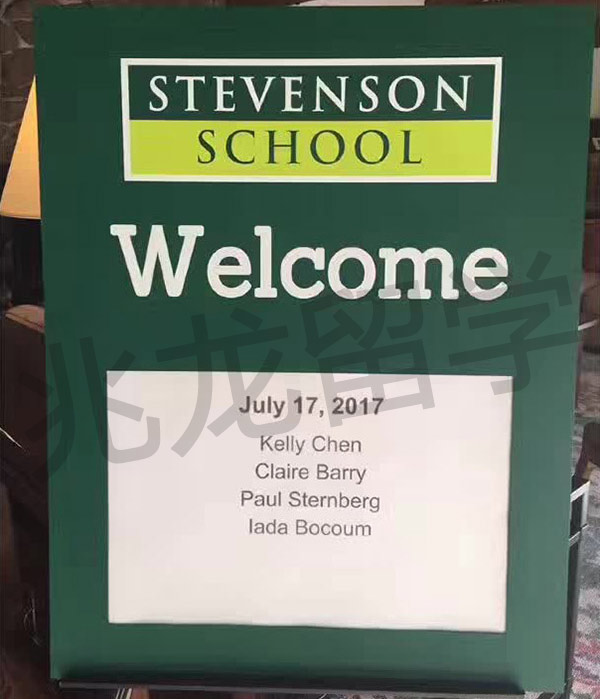 STEVENSON
SCHOOL
Welcome
兆龙留学
July 17, 2017
Kelly Chen
Claire Barry
Paul Sternberg
Iada Bocoum